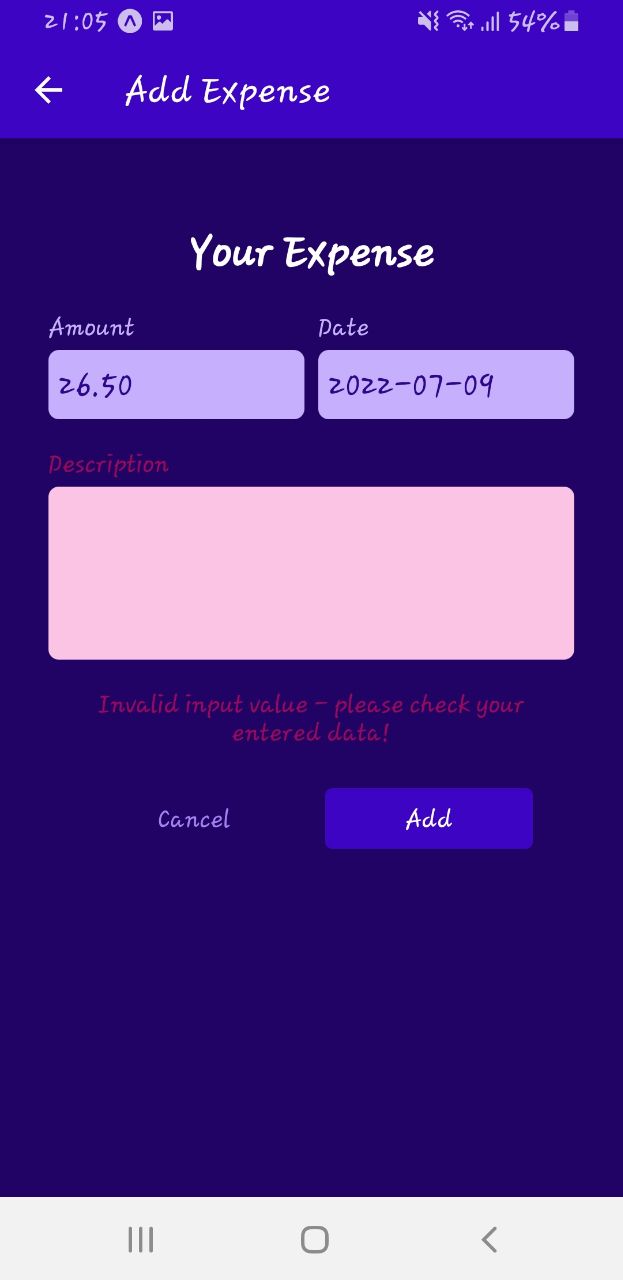 21:05 54%
Add Expense
Your Expense
Amount Date
26.50 2022-07-09
Description
Invalid input value - please check your
entered data!
Cancel Add